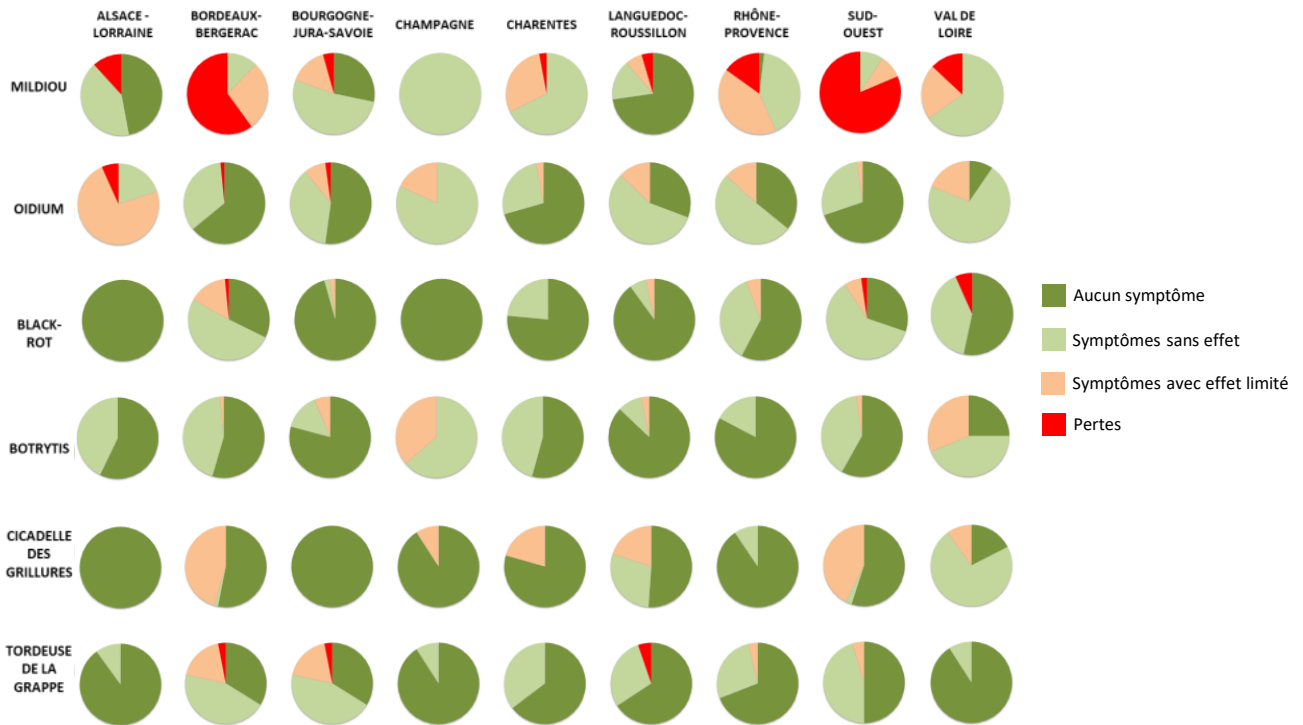 ALSACE -
LORRAINE
BORDEAUX-
BERGERAC
BOURGOGNE-
JURA-SAVOIE
CHAMPAGNE
CHARENTES
LANGUEDOC-
ROUSSILLON
RHÔNE-
PROVENCE
SUD-
OUEST
VAL DE
LOIRE
MILDIOU
OIDIUM
BLACK-
ROT
BOTRYTIS
CICADELLE
DES
GRILLURES
TORDEUSE
DE LA
GRAPPE
Aucun symptôme
Symptômes sans effet
Symptômes avec effet limité
Pertes